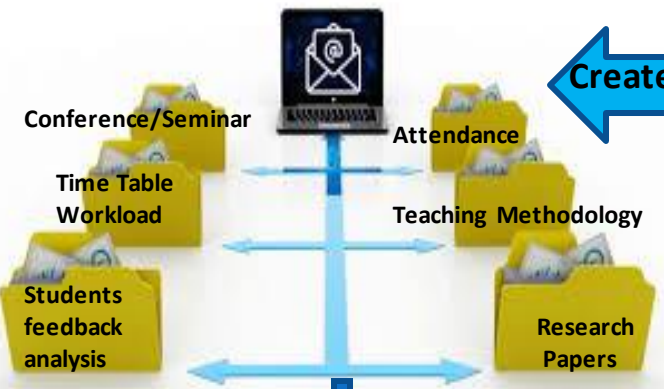 Create
Conference/Seminar
Attendance
Time Table
Workload
Teaching Methodology
Students
feedback
analysis
Research
Papers